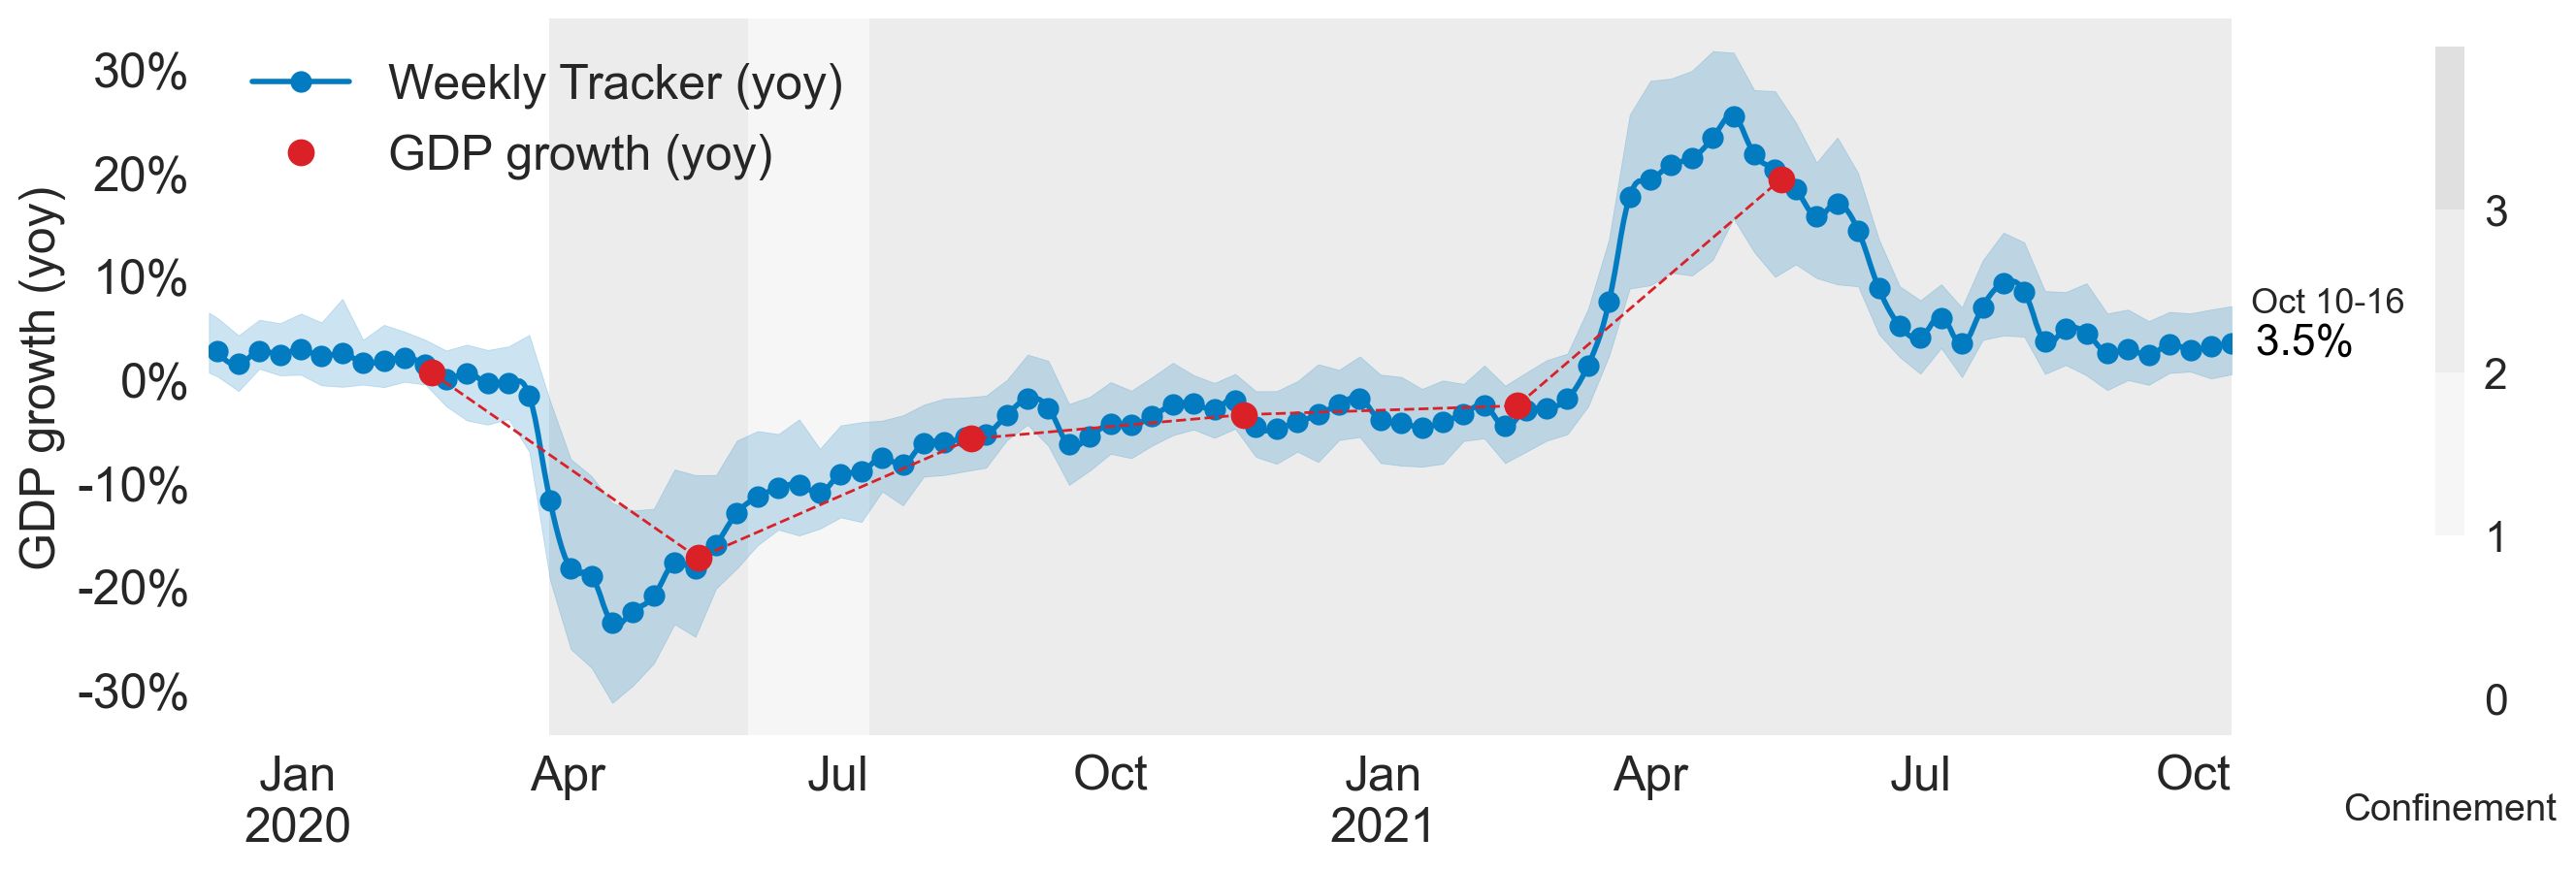 30%
20%
10%
0%
-10%
-20%
-30%
GDP growth (yoy)
Weekly Tracker (yoy)
GDP growth (yoy)
Jan
2020
Apr
Jul
Oct
Jan
2021
Apr
Jul
Oct
Oct 10-16
3.5%
3
2
1
0
Confinement